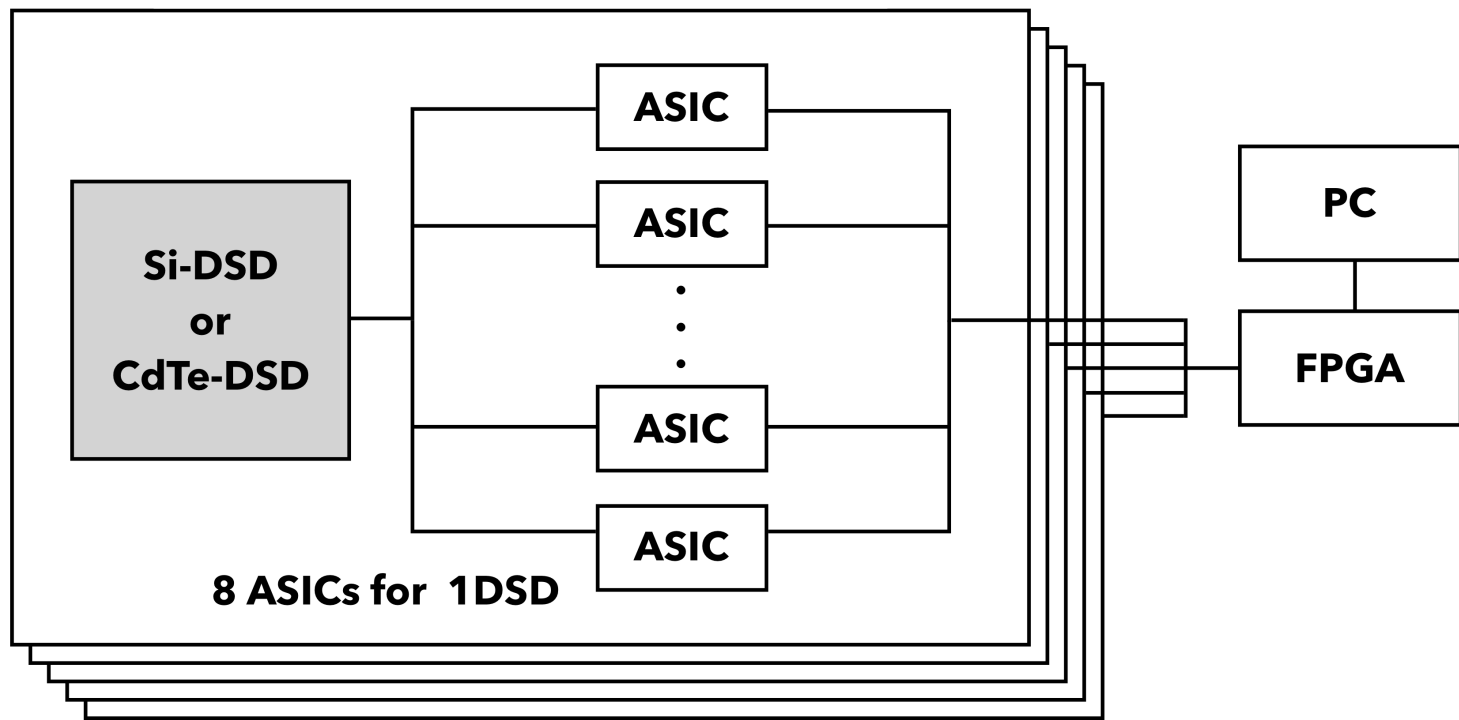 ASIC
ASIC
Si-DSD
or
CdTe-DSD
ASIC
ASIC
8 ASICs for 1DSD
PC
FPGA